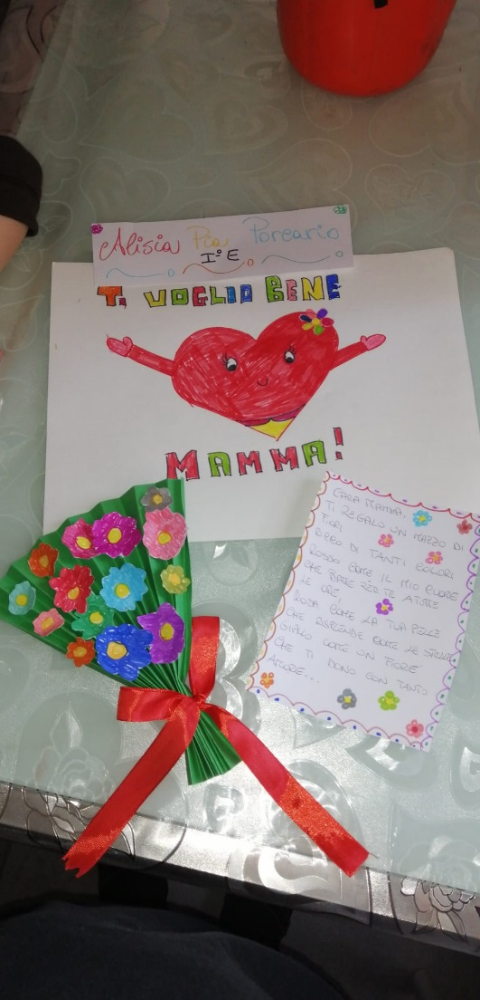 Alisia Pia Porcario
I° E
TI VOGLIO BENE
MAMMA!
CARA MAMMA,
TI REGALO UN MAZZO DI
FIORI
RICCO DI TANTI COLORI
ROSSO COME IL MIO CUORE
CHE BATTE PER TE A TUTTE
LE ORE,
ROSA COME LA TUA PELLE
CHE RISPLENDE COME LE STELLE
GIALLO COME UN FIORE
CHE TI DONO CON TANTO
AMORE...